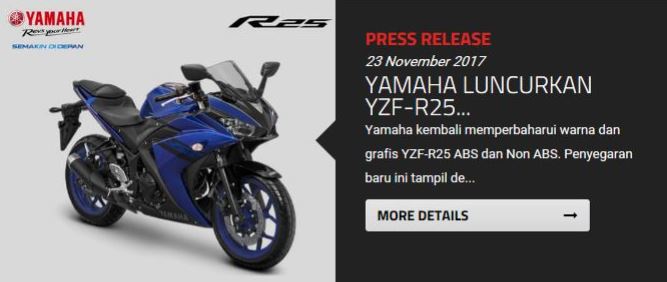 YAMAHA
Revs your Heart
SEMAKIN DI DEPAN
R25
PRESS RELEASE
23 November 2017
YAMAHA LUNCURKAN
YZF-R25...
Yamaha kembali memperbaharui warna dan
grafis YZF-R25 ABS dan Non ABS. Penyegaran
baru ini tampil de...
MORE DETAILS
YAMAHA